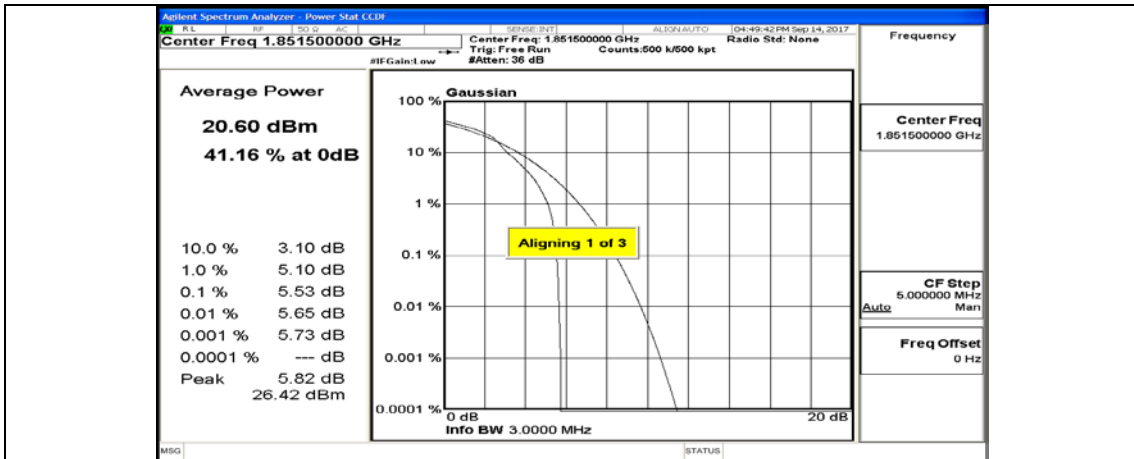 Agilent Spectrum Analyzer - Power Stat CCDF
RL RF 50 Ω AC SENSE:INT ALIGN AUTO 04:49:42 PM Sep 14, 2017
Center Freq 1.851500000 GHz
Center Freq: 1.851500000 GHz
Radio Std: None
Trig: Free Run Counts:500 k/500 kpt
#IFGain:Low #Atten: 36 dB
Frequency
Average Power
20.60 dBm
41.16 % at 0dB
10.0 % 3.10 dB
1.0 % 5.10 dB
0.1 % 5.53 dB
0.01 % 5.65 dB
0.001 % 5.73 dB
0.0001 % --- dB
Peak 5.82 dB
26.42 dBm
Gaussian
100 %
10 %
1 %
0.1 %
0.01 %
0.001 %
0.0001 %
Aligning 1 of 3
0 dB 20 dB
Info BW 3.0000 MHz
Center Freq
1.851500000 GHz
CF Step
5.000000 MHz
Auto Man
Freq Offset
0 Hz
MSG STATUS